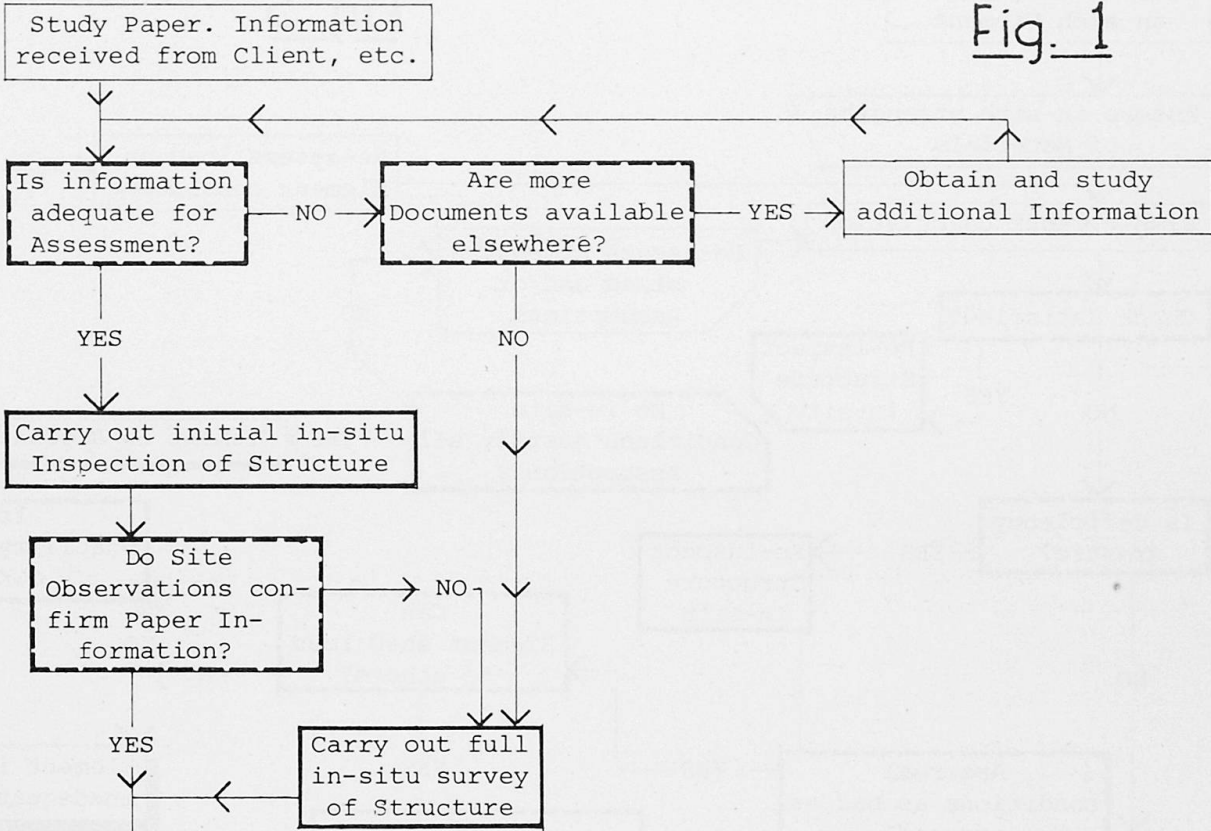 Fig. 1
Study Paper. Information
received from Client, etc.
Is information
adequate for
Assessment?
NO
Are more
Documents available
elsewhere?
YES
Obtain and study
additional Information
YES
NO
Carry out initial in-situ
Inspection of Structure
Do Site
Observations con-
firm Paper In-
formation?
NO
YES
Carry out full
in-situ survey
of Structure